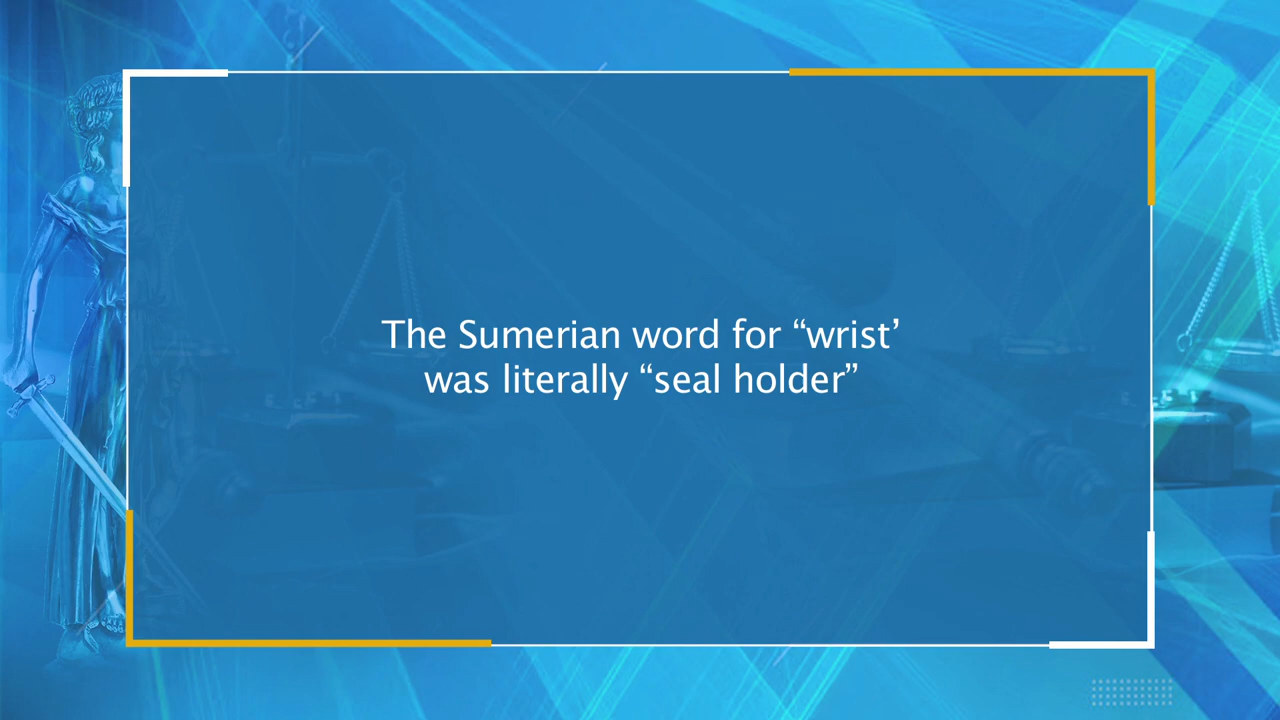 The Sumerian word for “wrist’
was literally “seal holder”